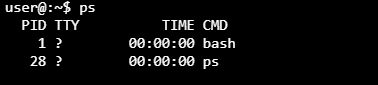 user@:~$ ps
  PID TTY          TIME CMD
    1 ?        00:00:00 bash
   28 ?        00:00:00 ps